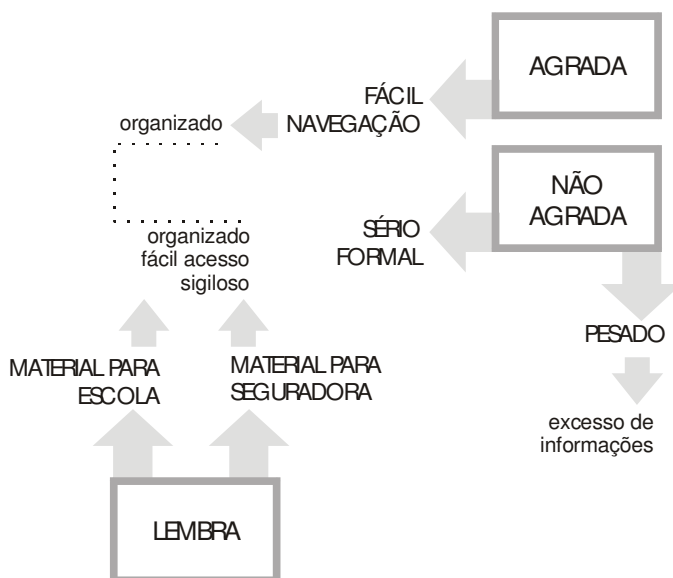 AGRADA
FÁCIL
NAVEGAÇÃO
organizado
NÃO
AGRADA
SÉRIO
FORMAL
organizado
fácil acesso
sigiloso
PESADO
MATERIAL PARA
ESCOLA
MATERIAL PARA
SEGURADORA
excesso de
informações
LEMBRA